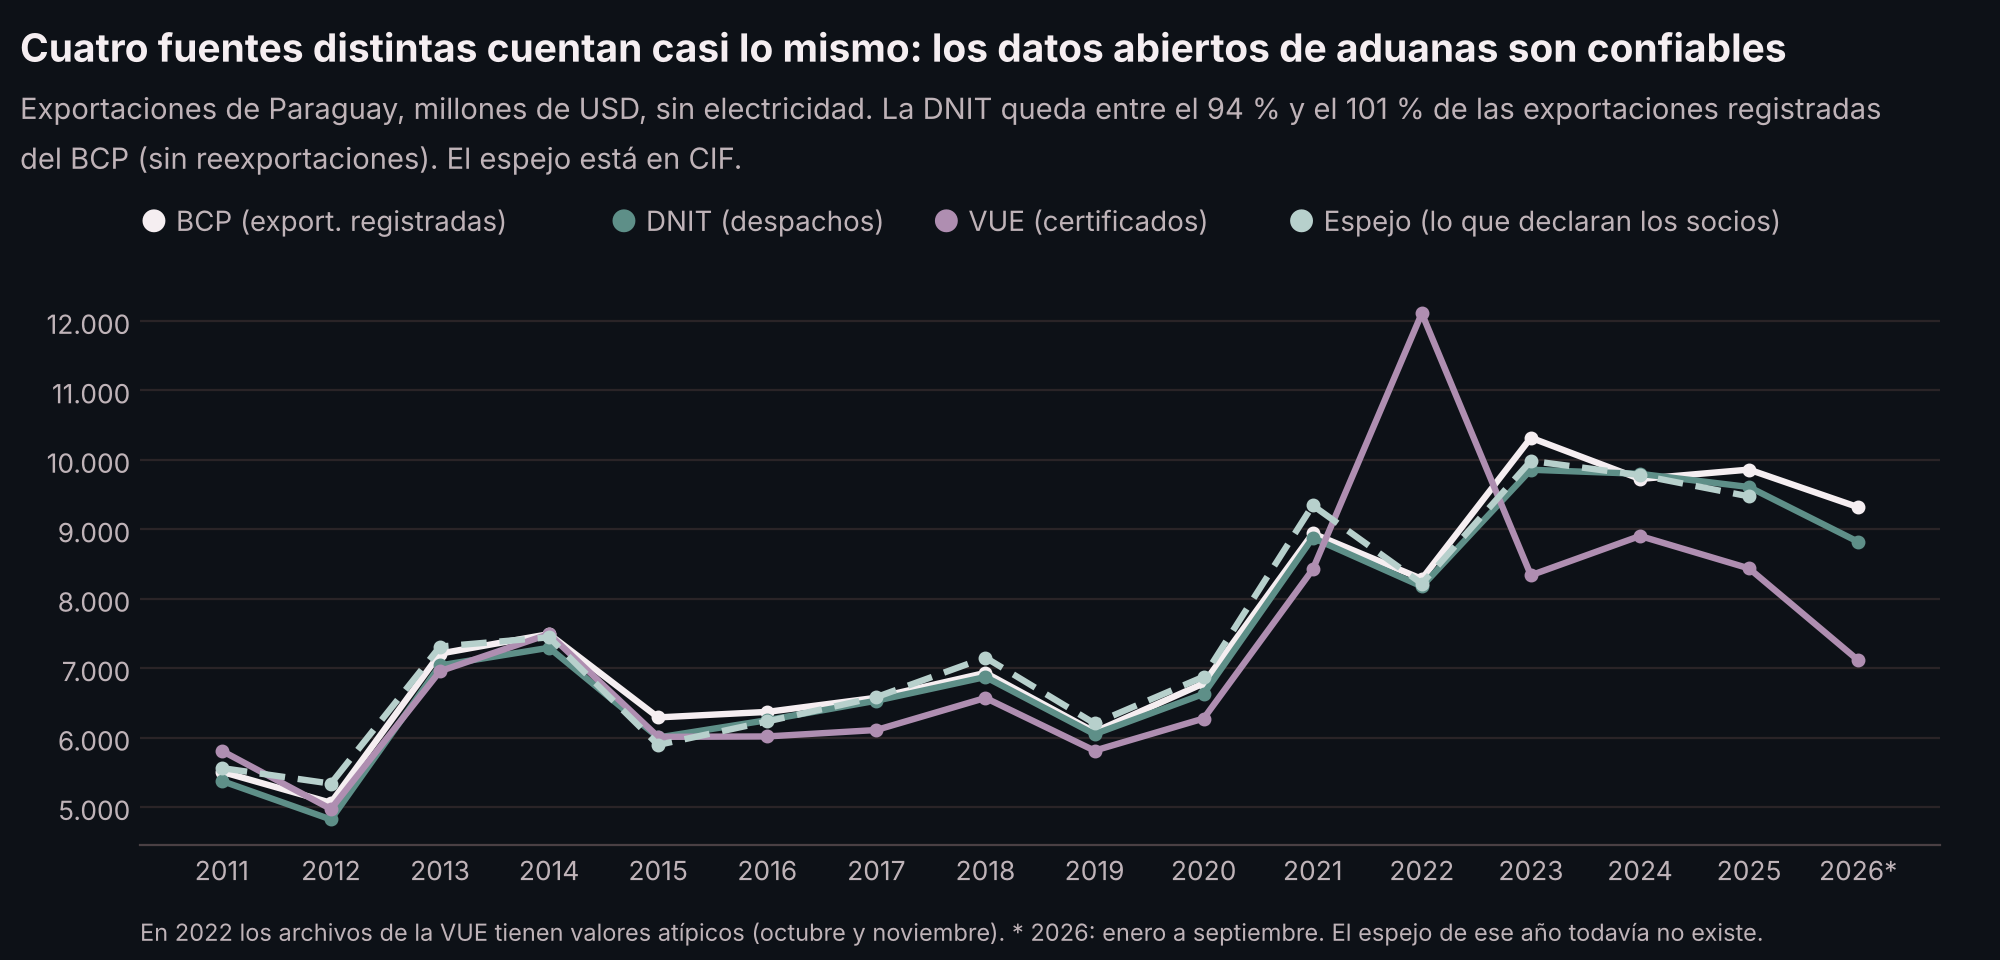 Cuatro fuentes distintas cuentan casi lo mismo: los datos abiertos de aduanas son confiables
Exportaciones de Paraguay, millones de USD, sin electricidad. La DNIT queda entre el 94 % y el 101 % de las exportaciones registradas
del BCP (sin reexportaciones). El espejo está en CIF.
BCP (export. registradas) DNIT (despachos) VUE (certificados) Espejo (lo que declaran los socios)
12.000
11.000
10.000
9.000
8.000
7.000
6.000
5.000
2011 2012 2013 2014 2015 2016 2017 2018 2019 2020 2021 2022 2023 2024 2025 2026*
En 2022 los archivos de la VUE tienen valores atípicos (octubre y noviembre). * 2026: enero a septiembre. El espejo de ese año todavía no existe.